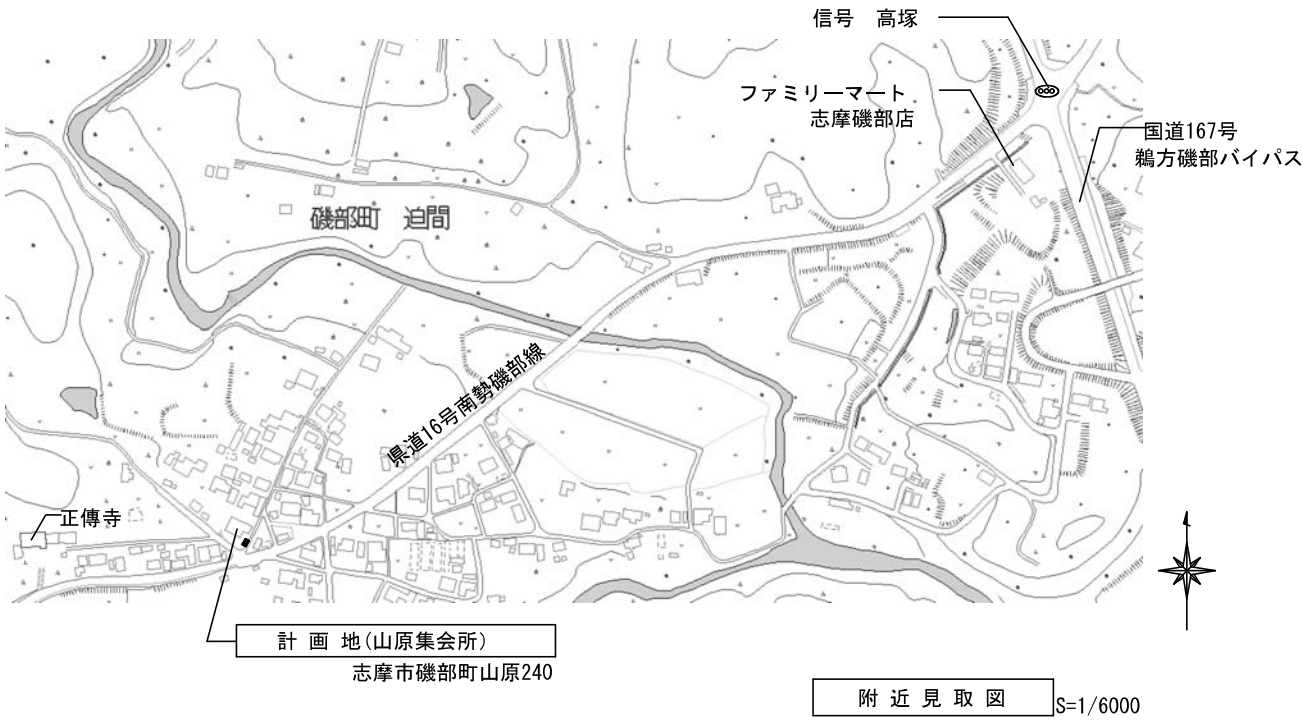 信号　高塚
ファミリーマート
志摩磯部店
国道167号
鵜方磯部バイパス
磯部町　迫間
県道16号南勢磯部線
正傳寺
計 画 地(山原集会所)
志摩市磯部町山原240
附 近 見 取 図
S=1/6000